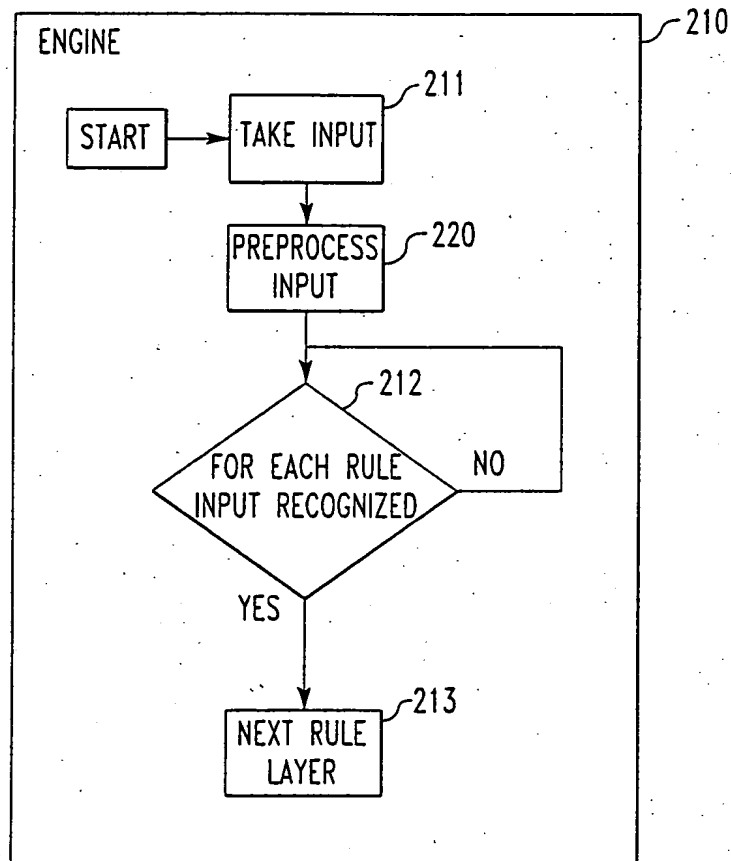 210
ENGINE
211
START
TAKE INPUT
220
PREPROCESS
INPUT
212
FOR EACH RULE
INPUT RECOGNIZED
NO
YES
213
NEXT RULE
LAYER